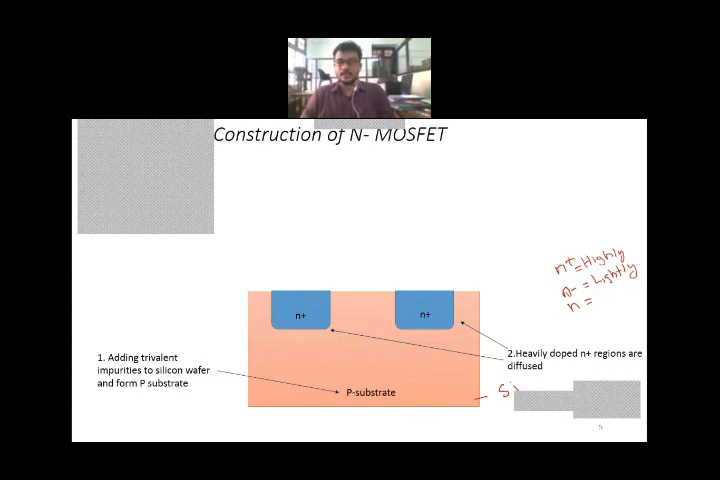 Construction of N- MOSFET
n+=Highly
n- = Lightly
n =
n+
n+
1. Adding trivalent
impurities to silicon wafer
and form P substrate
2.Heavily doped n+ regions are
diffused
P-substrate
Si
5